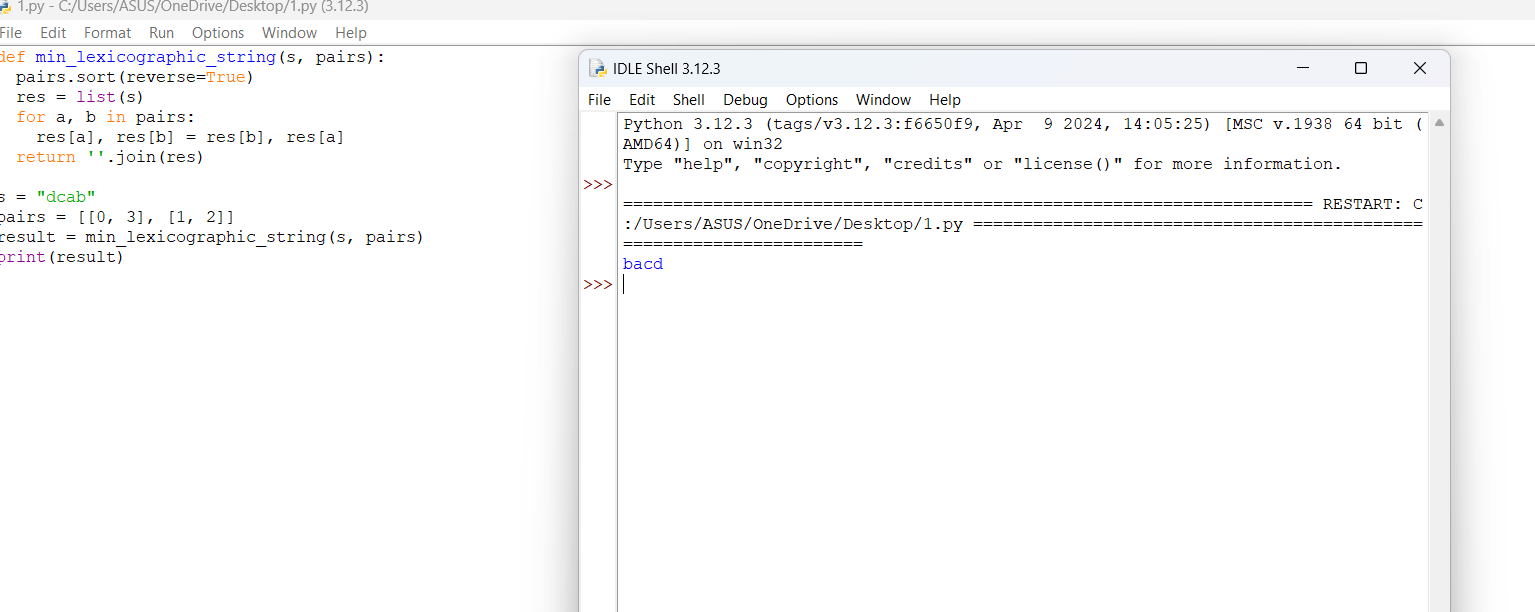 1.py - C:/Users/ASUS/OneDrive/Desktop/1.py (3.12.3)
File Edit Format Run Options Window Help
def min_lexicographic_string(s, pairs):
  pairs.sort(reverse=True)
  res = list(s)
  for a, b in pairs:
    res[a], res[b] = res[b], res[a]
  return ''.join(res)
s = "dcab"
pairs = [[0, 3], [1, 2]]
result = min_lexicographic_string(s, pairs)
print(result)
IDLE Shell 3.12.3
File Edit Shell Debug Options Window Help
Python 3.12.3 (tags/v3.12.3:f6650f9, Apr  9 2024, 14:05:25) [MSC v.1938 64 bit (
AMD64)] on win32
Type "help", "copyright", "credits" or "license()" for more information.
>>>
===================================================================== RESTART: C
:/Users/ASUS/OneDrive/Desktop/1.py =============================================
========================
bacd
>>>